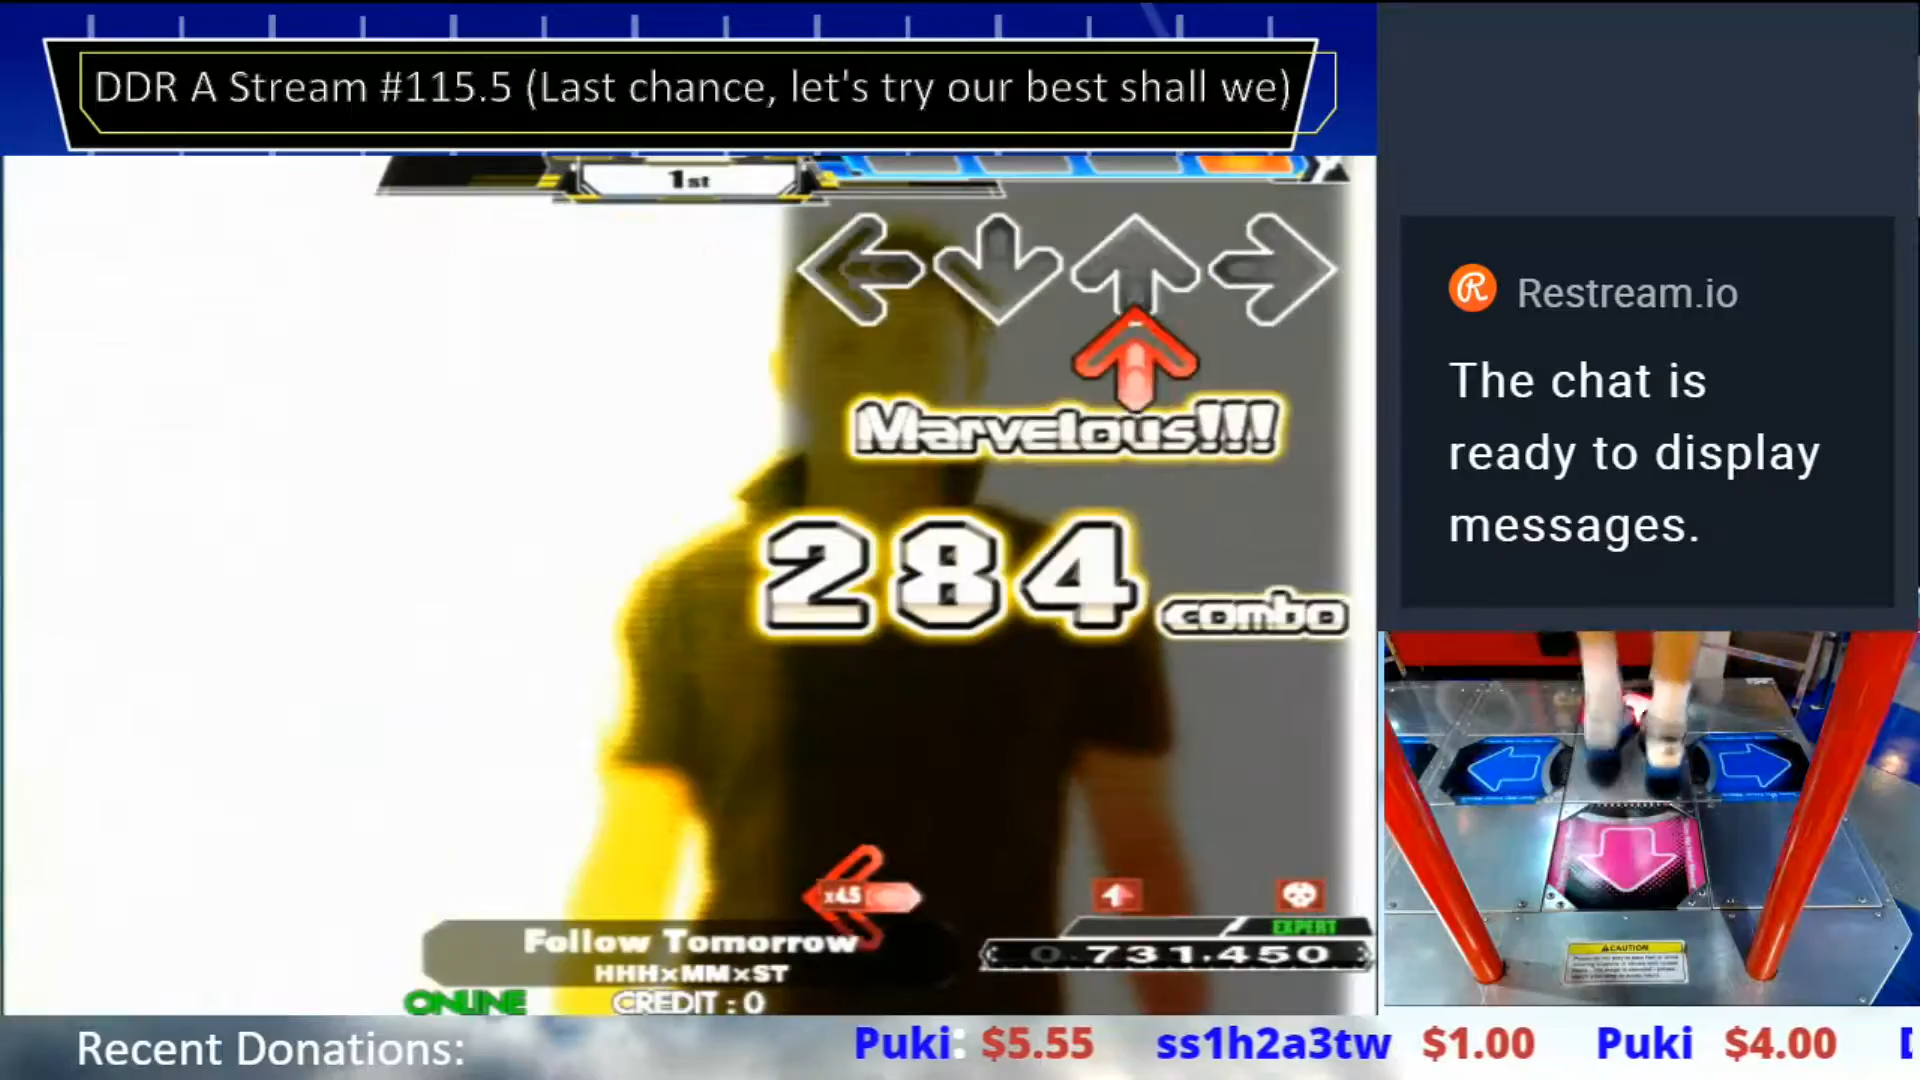 DDR A Stream #115.5 (Last chance, let's try our best shall we)
1st
Marvelous!!!
284 combo
x4.5
EXPERT
0.731.450
Follow Tomorrow
HHH×MM×ST
ONLINE
CREDIT : 0
Restream.io
The chat is
ready to display
messages.
CAUTION
Recent Donations:
Puki: $5.55 ss1h2a3tw $1.00 Puki $4.00